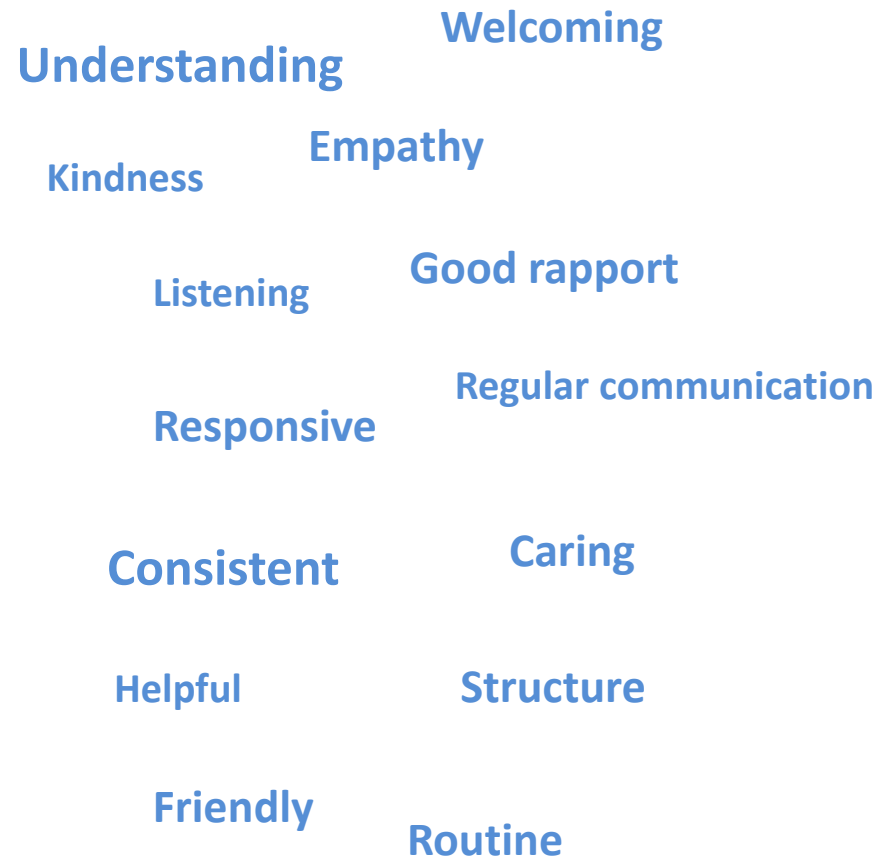 Welcoming
Understanding
Empathy
Kindness
Good rapport
Listening
Regular communication
Responsive
Caring
Consistent
Helpful
Structure
Friendly
Routine